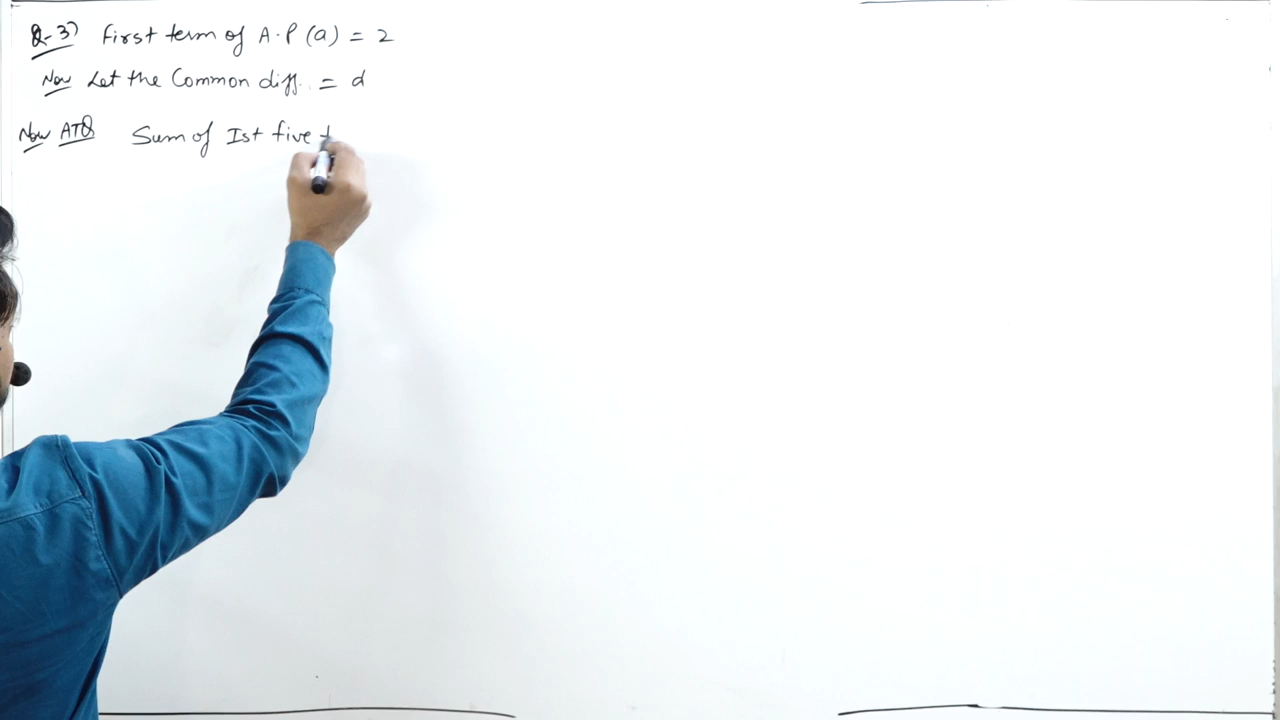 Q-3) First term of A.P (a) = 2
Now Let the Common diff. = d
Now ATQ Sum of Ist five t